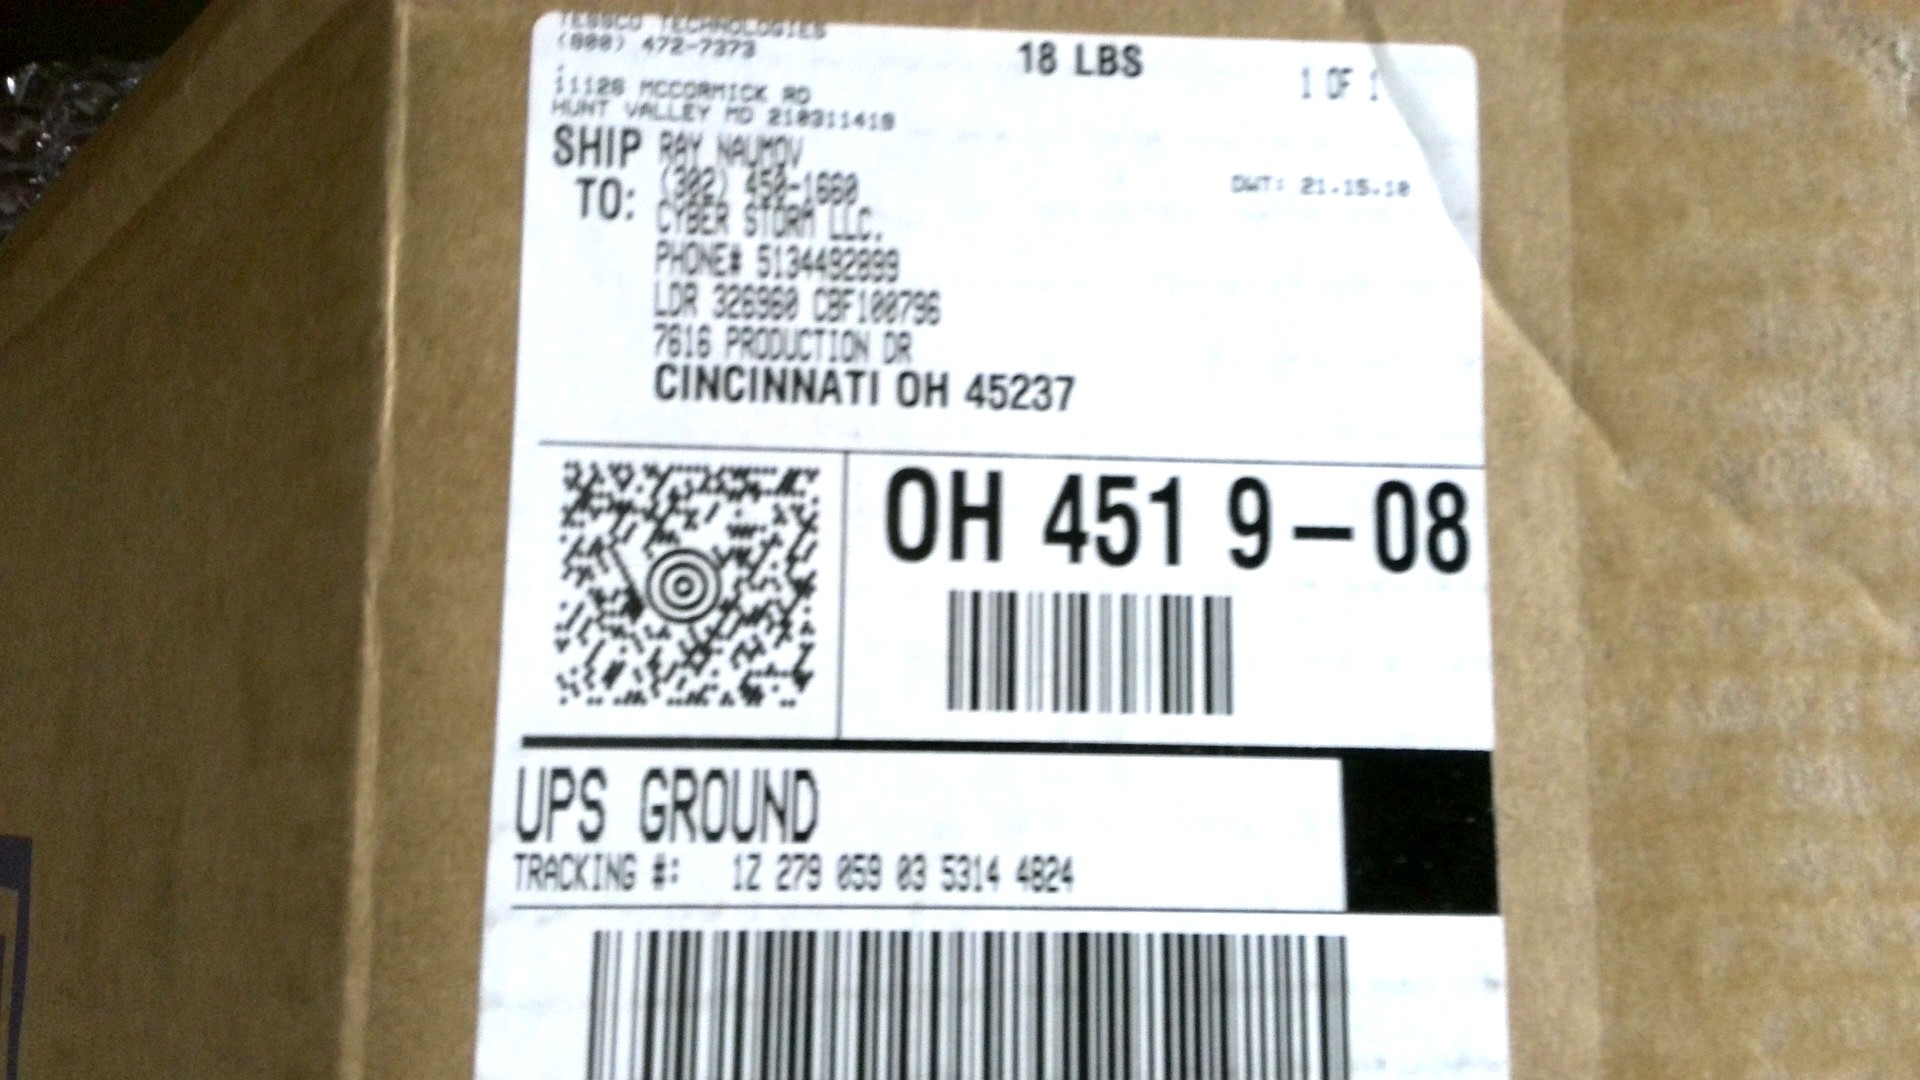 TESSCO TECHNOLOGIES
(800) 472-7373
.
11126 MCCORMICK RD
HUNT VALLEY MD 210311419
18 LBS
1 OF 1
DWT: 21.15.10
SHIP TO:
RAY NAUMOV
(302) 450-1660
CYBER STORM LLC.
PHONE# 5134492899
LDR 326960 CBF100796
7616 PRODUCTION DR
CINCINNATI OH 45237
OH 451 9-08
UPS GROUND
TRACKING #: 1Z 279 059 03 5314 4824